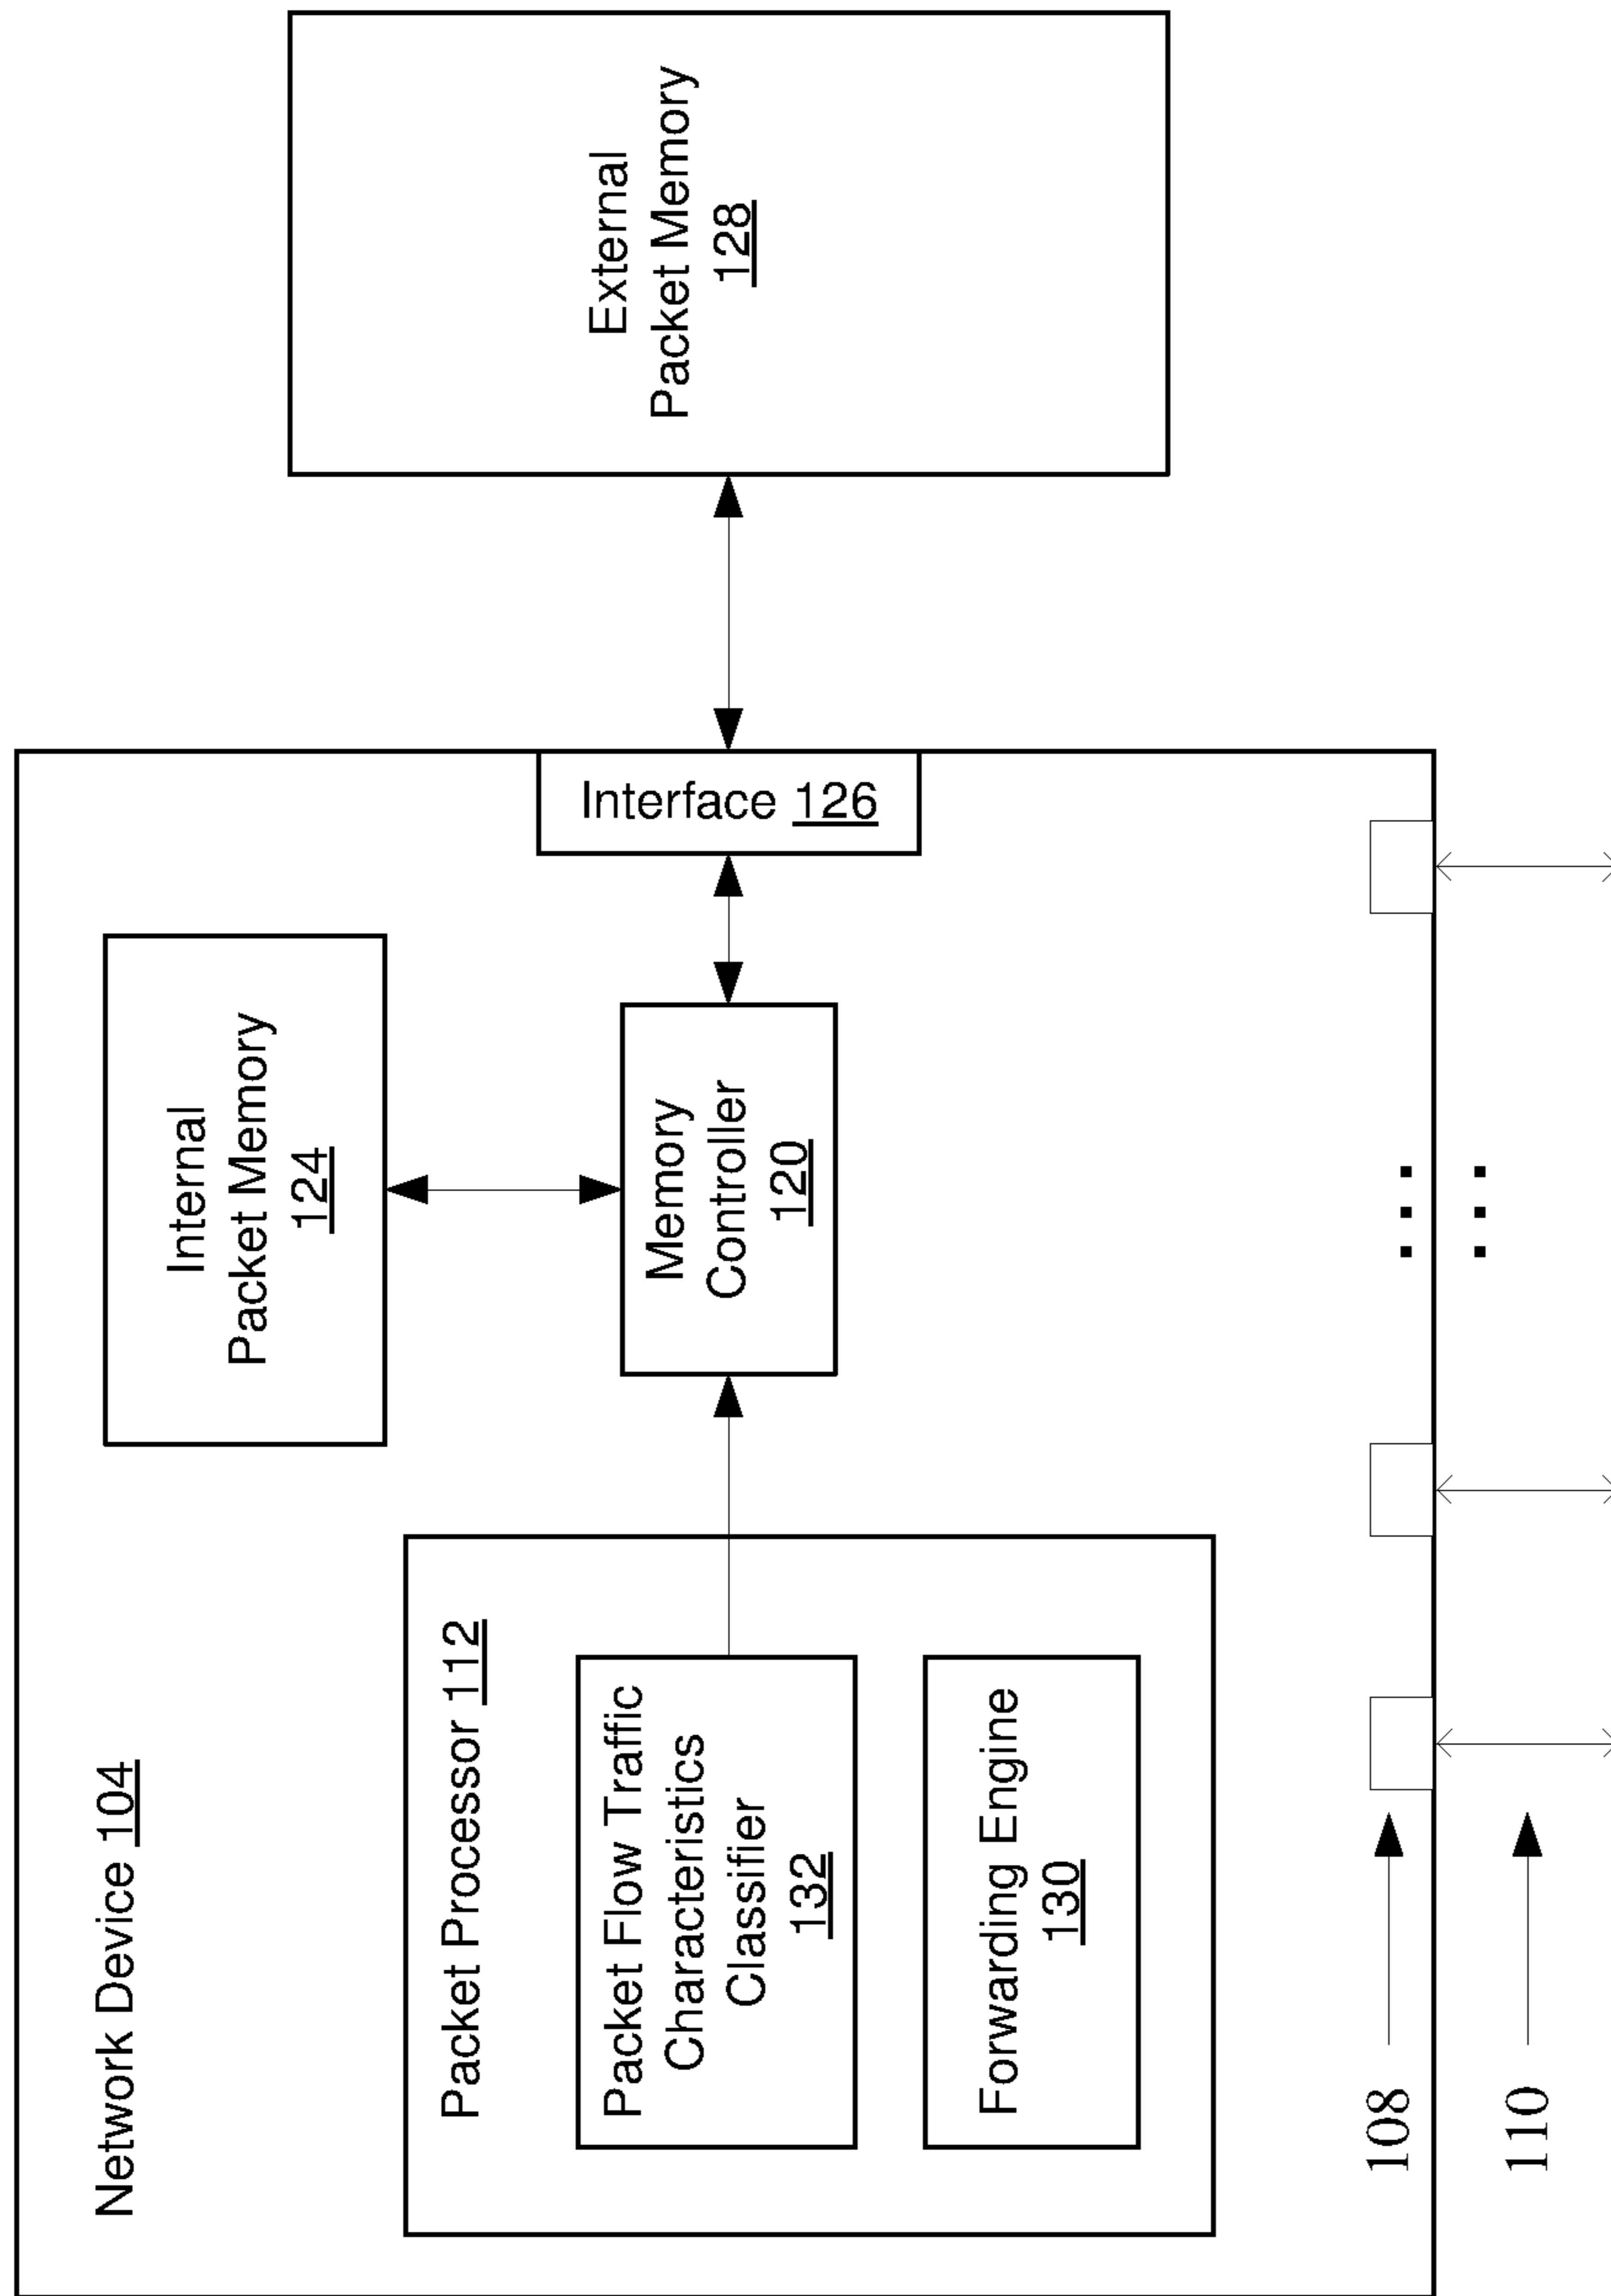 Network Device 104
Packet Processor 112
Packet Flow Traffic
Characteristics
Classifier
132
Forwarding Engine
130
Internal
Packet Memory
124
Memory
Controller
120
Interface 126
External
Packet Memory
128
108
110